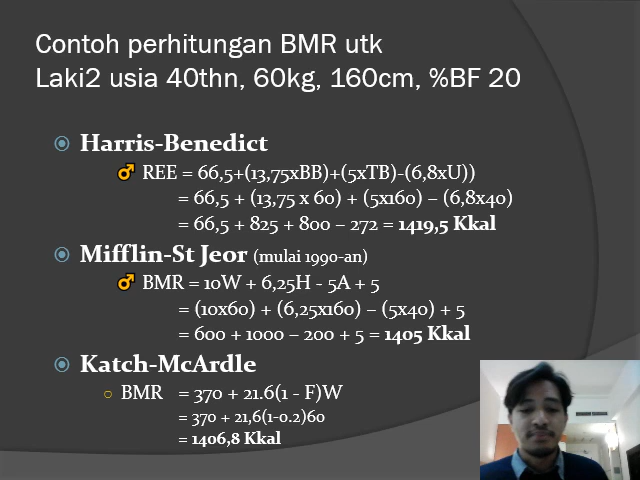 Contoh perhitungan BMR utk
Laki2 usia 40thn, 60kg, 160cm, %BF 20
Harris-Benedict
♂ REE = 66,5+(13,75xBB)+(5xTB)-(6,8xU))
= 66,5 + (13,75 x 60) + (5x160) – (6,8x40)
= 66,5 + 825 + 800 – 272 = 1419,5 Kkal
Mifflin-St Jeor (mulai 1990-an)
♂ BMR = 10W + 6,25H - 5A + 5
= (10x60) + (6,25x160) – (5x40) + 5
= 600 + 1000 – 200 + 5 = 1405 Kkal
Katch-McArdle
BMR = 370 + 21.6(1 - F)W
= 370 + 21,6(1-0.2)60
= 1406,8 Kkal